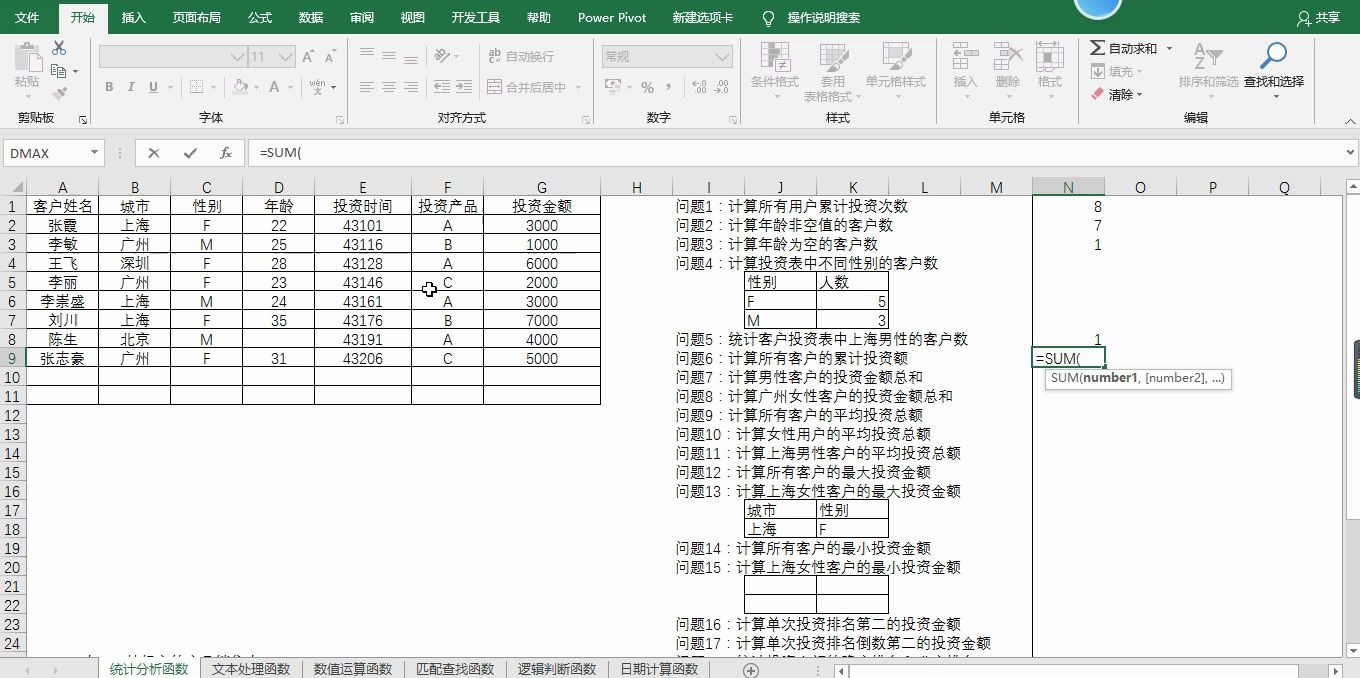 文件 开始 插入 页面布局 公式 数据 审阅 视图 开发工具 帮助 Power Pivot 新建选项卡 操作说明搜索 共享
粘贴 11 A A 自动换行 常规 条件格式 套用 表格格式 单元格样式 插入 删除 格式 自动求和 填充 清除 排序和筛选 查找和选择
B I U A wén 文 合并后居中 % ,
剪贴板 字体 对齐方式 数字 样式 单元格 编辑
DMAX fx =SUM(
A B C D E F G H I J K L M N O P Q
1 客户姓名 城市 性别 年龄 投资时间 投资产品 投资金额 问题1：计算所有用户累计投资次数 8
2 张霞 上海 F 22 43101 A 3000 问题2：计算年龄非空值的客户数 7
3 李敏 广州 M 25 43116 B 1000 问题3：计算年龄为空的客户数 1
4 王飞 深圳 F 28 43128 A 6000 问题4：计算投资表中不同性别的客户数
5 李丽 广州 F 23 43146 C 2000 性别 人数
6 李崇盛 上海 M 24 43161 A 3000 F 5
7 刘川 上海 F 35 43176 B 7000 M 3
8 陈生 北京 M 43191 A 4000 问题5：统计客户投资表中上海男性的客户数 1
9 张志豪 广州 F 31 43206 C 5000 问题6：计算所有客户的累计投资额 =SUM(
10 问题7：计算男性客户的投资金额总和 SUM(number1, [number2], ...)
11 问题8：计算广州女性客户的投资金额总和
12 问题9：计算所有客户的平均投资总额
13 问题10：计算女性用户的平均投资总额
14 问题11：计算上海男性客户的平均投资总额
15 问题12：计算所有客户的最大投资金额
16 问题13：计算上海女性客户的最大投资金额
17 城市 性别
18 上海 F
19 问题14：计算所有客户的最小投资金额
20 问题15：计算上海女性客户的最小投资金额
21
22
23 问题16：计算单次投资排名第二的投资金额
24 问题17：计算单次投资排名倒数第二的投资金额
统计分析函数 文本处理函数 数值运算函数 匹配查找函数 逻辑判断函数 日期计算函数